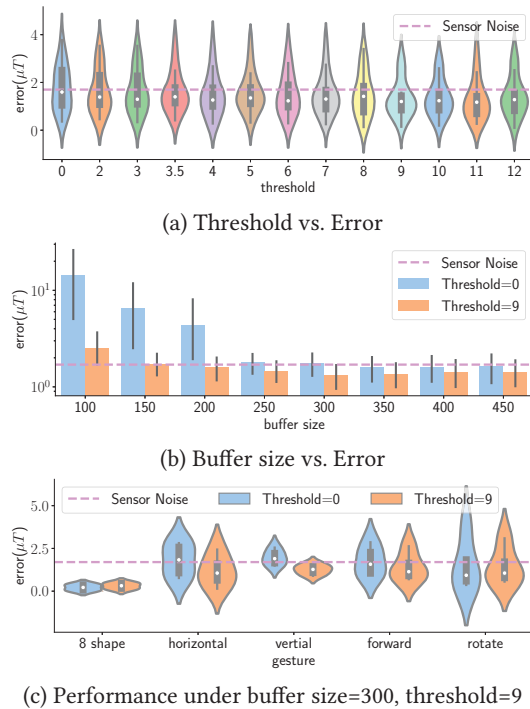 4
2
0
error(μT)
Sensor Noise
0 2 3 3.5 4 5 6 7 8 9 10 11 12
threshold
(a) Threshold vs. Error
10¹
10⁰
error(μT)
Sensor Noise
Threshold=0
Threshold=9
100 150 200 250 300 350 400 450
buffer size
(b) Buffer size vs. Error
5.0
2.5
0.0
error(μT)
Sensor Noise Threshold=0 Threshold=9
8 shape horizontal vertial forward rotate
gesture
(c) Performance under buffer size=300, threshold=9